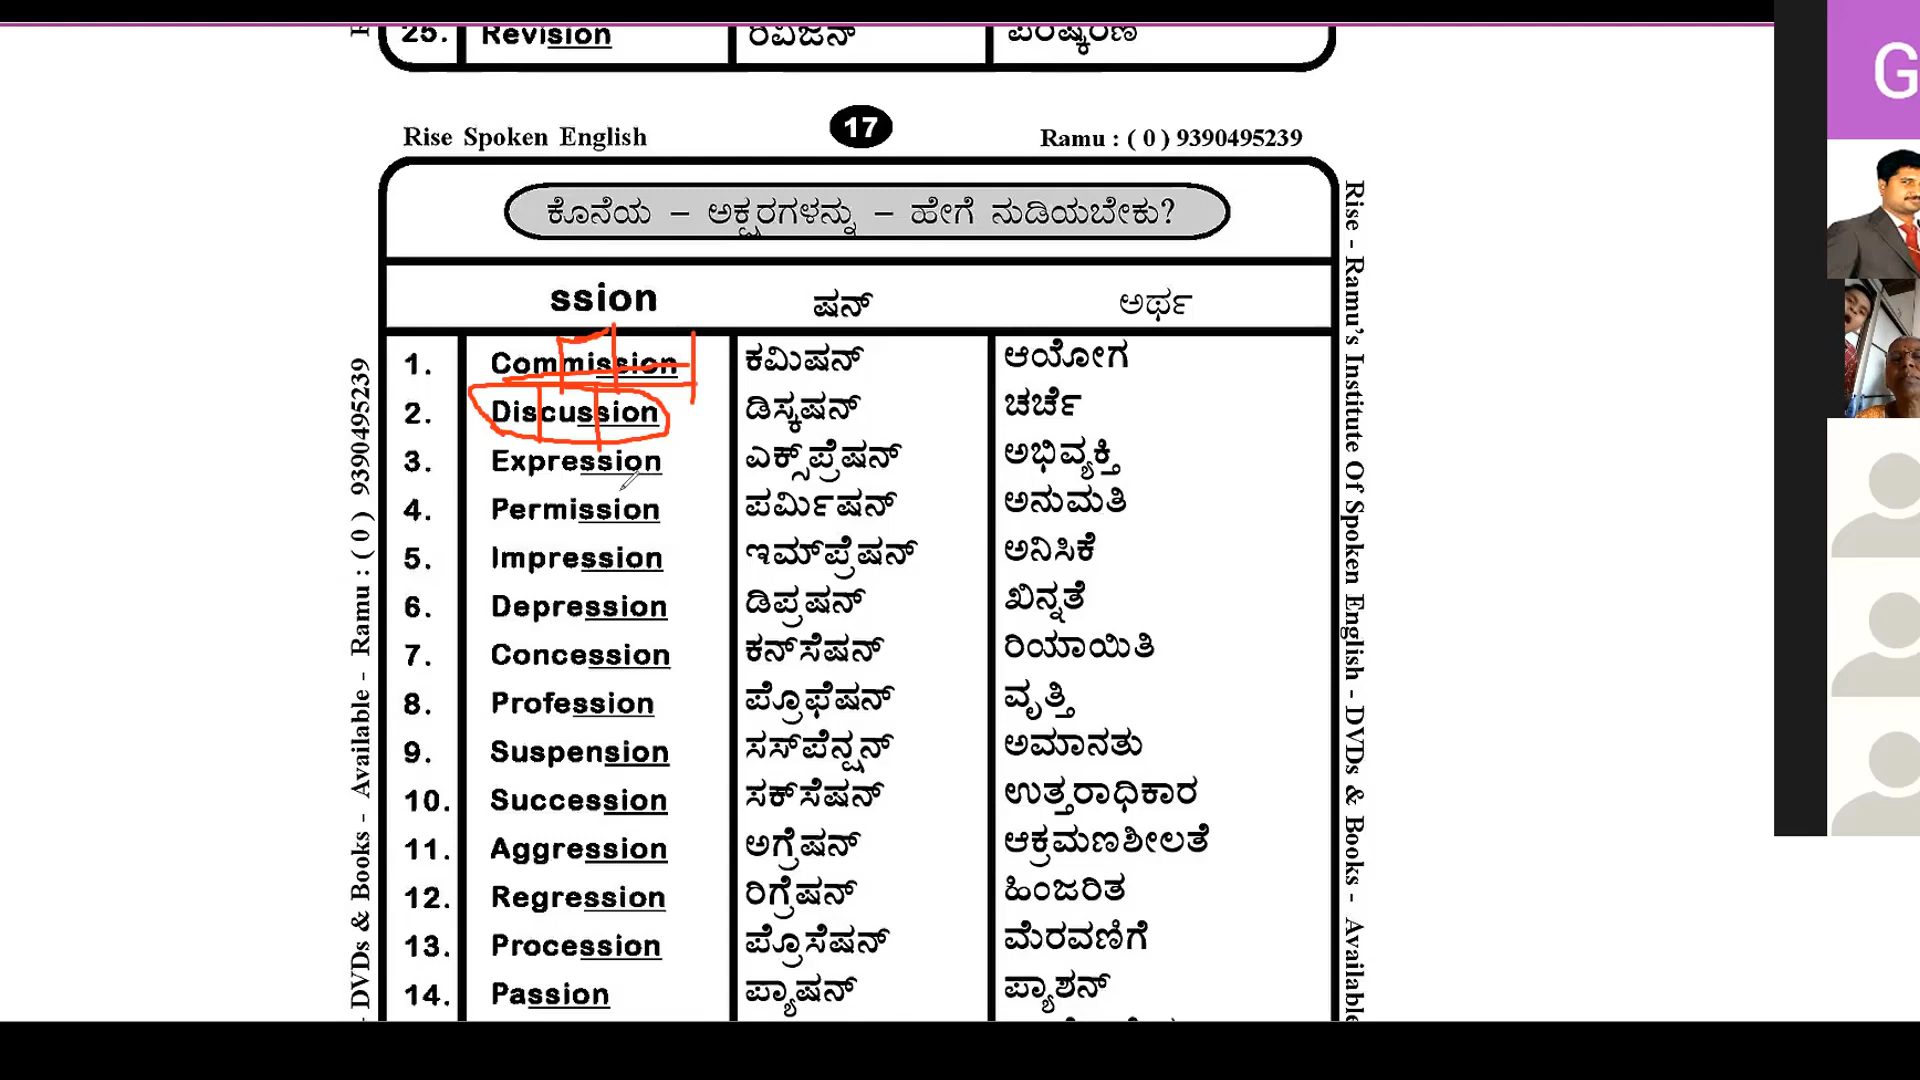 25. Revision ರಿವಿಜನ್ ಪರಿಷ್ಕರಣೆ
Rise Spoken English 17 Ramu : ( 0 ) 9390495239
ಕೊನೆಯ – ಅಕ್ಷರಗಳನ್ನು – ಹೇಗೆ ನುಡಿಯಬೇಕು?
ssion ಷನ್ ಅರ್ಥ
1. Commission ಕಮಿಷನ್ ಆಯೋಗ
2. Discussion ಡಿಸ್ಕಷನ್ ಚರ್ಚೆ
3. Expression ಎಕ್ಸ್‌ಪ್ರೆಷನ್ ಅಭಿವ್ಯಕ್ತಿ
4. Permission ಪರ್ಮಿಷನ್ ಅನುಮತಿ
5. Impression ಇಮ್‌ಪ್ರೆಷನ್ ಅನಿಸಿಕೆ
6. Depression ಡಿಪ್ರಷನ್ ಖಿನ್ನತೆ
7. Concession ಕನ್‌ಸೆಷನ್ ರಿಯಾಯಿತಿ
8. Profession ಪ್ರೊಫೆಷನ್ ವೃತ್ತಿ
9. Suspension ಸಸ್‌ಪೆನ್ಷನ್ ಅಮಾನತು
10. Succession ಸಕ್‌ಸೆಷನ್ ಉತ್ತರಾಧಿಕಾರ
11. Aggression ಅಗ್ರೆಷನ್ ಆಕ್ರಮಣಶೀಲತೆ
12. Regression ರಿಗ್ರೆಷನ್ ಹಿಂಜರಿತ
13. Procession ಪ್ರೊಸೆಷನ್ ಮೆರವಣಿಗೆ
14. Passion ಪ್ಯಾಷನ್ ಪ್ಯಾಶನ್
- DVDs & Books - Available - Ramu : ( 0 ) 9390495239
Rise - Ramu's Institute Of Spoken English - DVDs & Books - Available
G